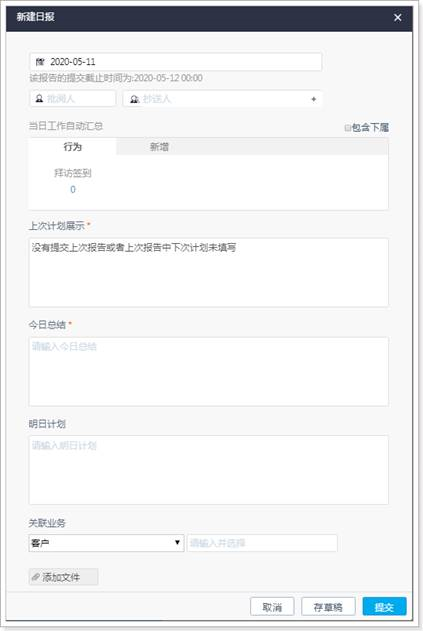 新建日报 ×
2020-05-11
该报告的提交截止时间为:2020-05-12 00:00
批阅人 抄送人 +
当日工作自动汇总 包含下属
行为 新增
拜访签到
0
上次计划展示 *
没有提交上次报告或者上次报告中下次计划未填写
今日总结 *
请输入今日总结
明日计划
请输入明日计划
关联业务
客户 ▼ 请输入并选择
添加文件
取消 存草稿 提交